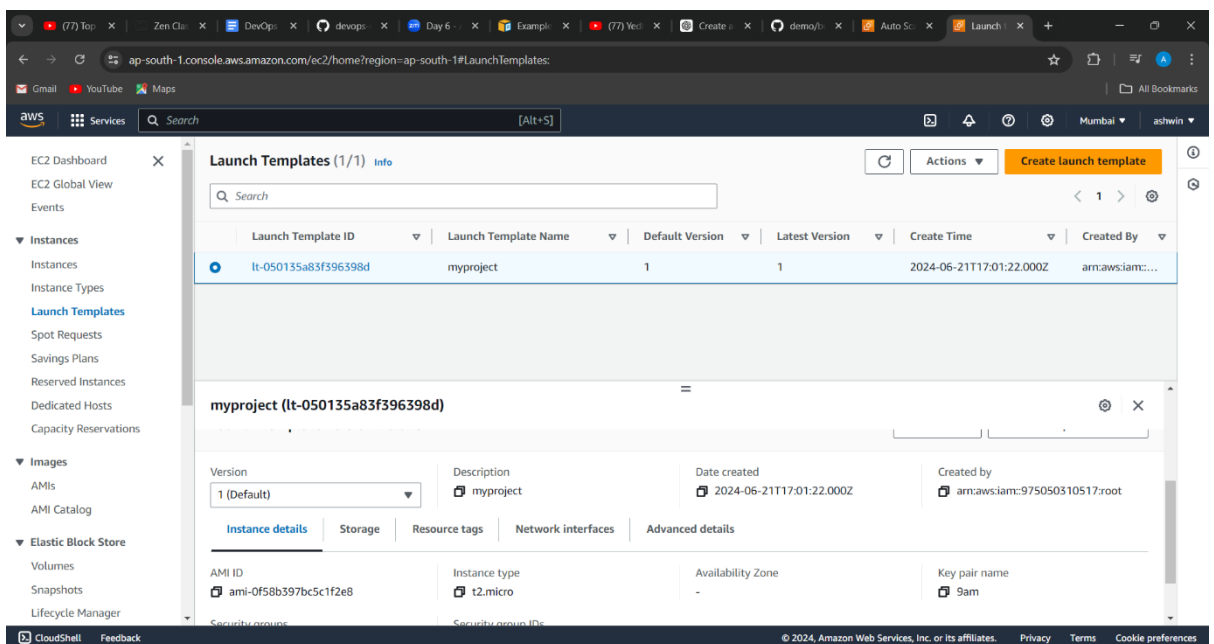 (77) Top
Zen Clas
DevOps
devops-
Day 6 -
Example
(77) Yedi
Create a
demo/b
Auto Sc
Launch t
ap-south-1.console.aws.amazon.com/ec2/home?region=ap-south-1#LaunchTemplates:
A
Gmail YouTube Maps All Bookmarks
aws Services Search [Alt+S] Mumbai ashwin
EC2 Dashboard
EC2 Global View
Events
Instances
Instances
Instance Types
Launch Templates
Spot Requests
Savings Plans
Reserved Instances
Dedicated Hosts
Capacity Reservations
Images
AMIs
AMI Catalog
Elastic Block Store
Volumes
Snapshots
Lifecycle Manager
Launch Templates (1/1) Info
Actions Create launch template
Search
1
Launch Template ID Launch Template Name Default Version Latest Version Create Time Created By
lt-050135a83f396398d myproject 1 1 2024-06-21T17:01:22.000Z arn:aws:iam::…
myproject (lt-050135a83f396398d)
Version Description Date created Created by
1 (Default) myproject 2024-06-21T17:01:22.000Z arn:aws:iam::975050310517:root
Instance details Storage Resource tags Network interfaces Advanced details
AMI ID Instance type Availability Zone Key pair name
ami-0f58b397bc5c1f2e8 t2.micro - 9am
Security groups Security group IDs
CloudShell Feedback © 2024, Amazon Web Services, Inc. or its affiliates. Privacy Terms Cookie preferences